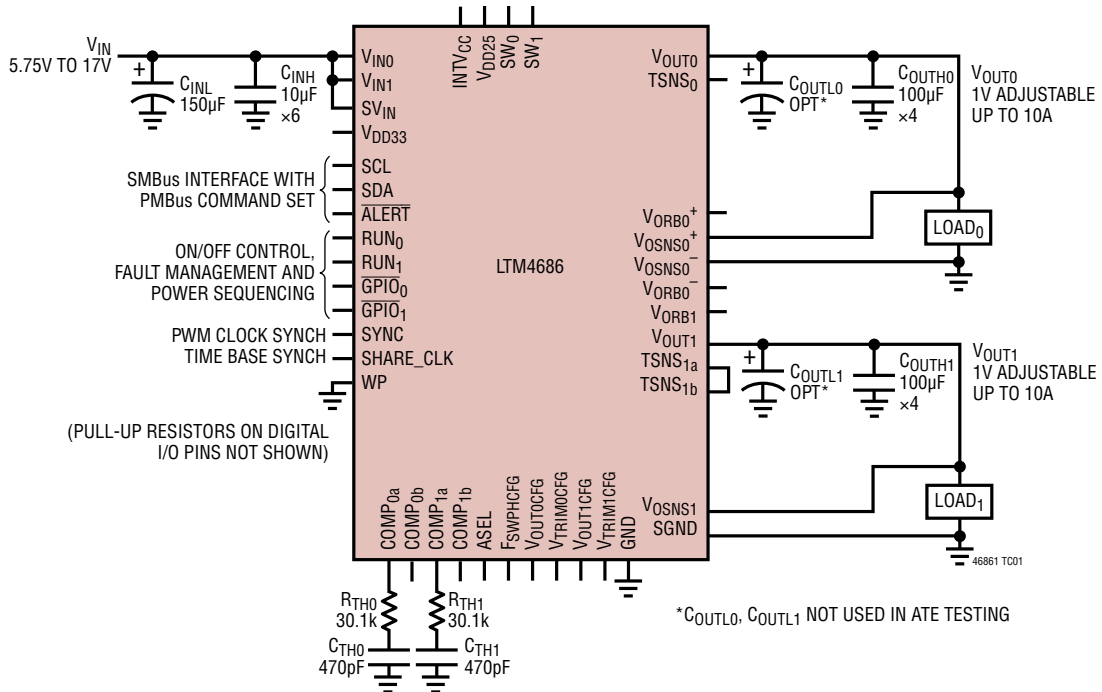 INTVCC
VDD25
SW0
SW1
VIN
5.75V TO 17V
+
CINL
150µF
CINH
10µF
×6
VIN0
VIN1
SVIN
VDD33
SCL
SDA
ALERT
RUN0
RUN1
GPIO0
GPIO1
SYNC
SHARE_CLK
WP
SMBus INTERFACE WITH
PMBus COMMAND SET
ON/OFF CONTROL,
FAULT MANAGEMENT AND
POWER SEQUENCING
PWM CLOCK SYNCH
TIME BASE SYNCH
(PULL-UP RESISTORS ON DIGITAL
I/O PINS NOT SHOWN)
LTM4686
VOUT0
TSNS0
VORB0+
VOSNS0+
VOSNS0−
VORB0−
VORB1
VOUT1
TSNS1a
TSNS1b
VOSNS1
SGND
+
COUTL0
OPT*
COUTH0
100µF
×4
VOUT0
1V ADJUSTABLE
UP TO 10A
LOAD0
+
COUTL1
OPT*
COUTH1
100µF
×4
VOUT1
1V ADJUSTABLE
UP TO 10A
LOAD1
46861 TC01
COMP0a
COMP0b
COMP1a
COMP1b
ASEL
FSWPHCFG
VOUT0CFG
VTRIM0CFG
VOUT1CFG
VTRIM1CFG
GND
RTH0
30.1k
RTH1
30.1k
CTH0
470pF
CTH1
470pF
*COUTL0, COUTL1 NOT USED IN ATE TESTING